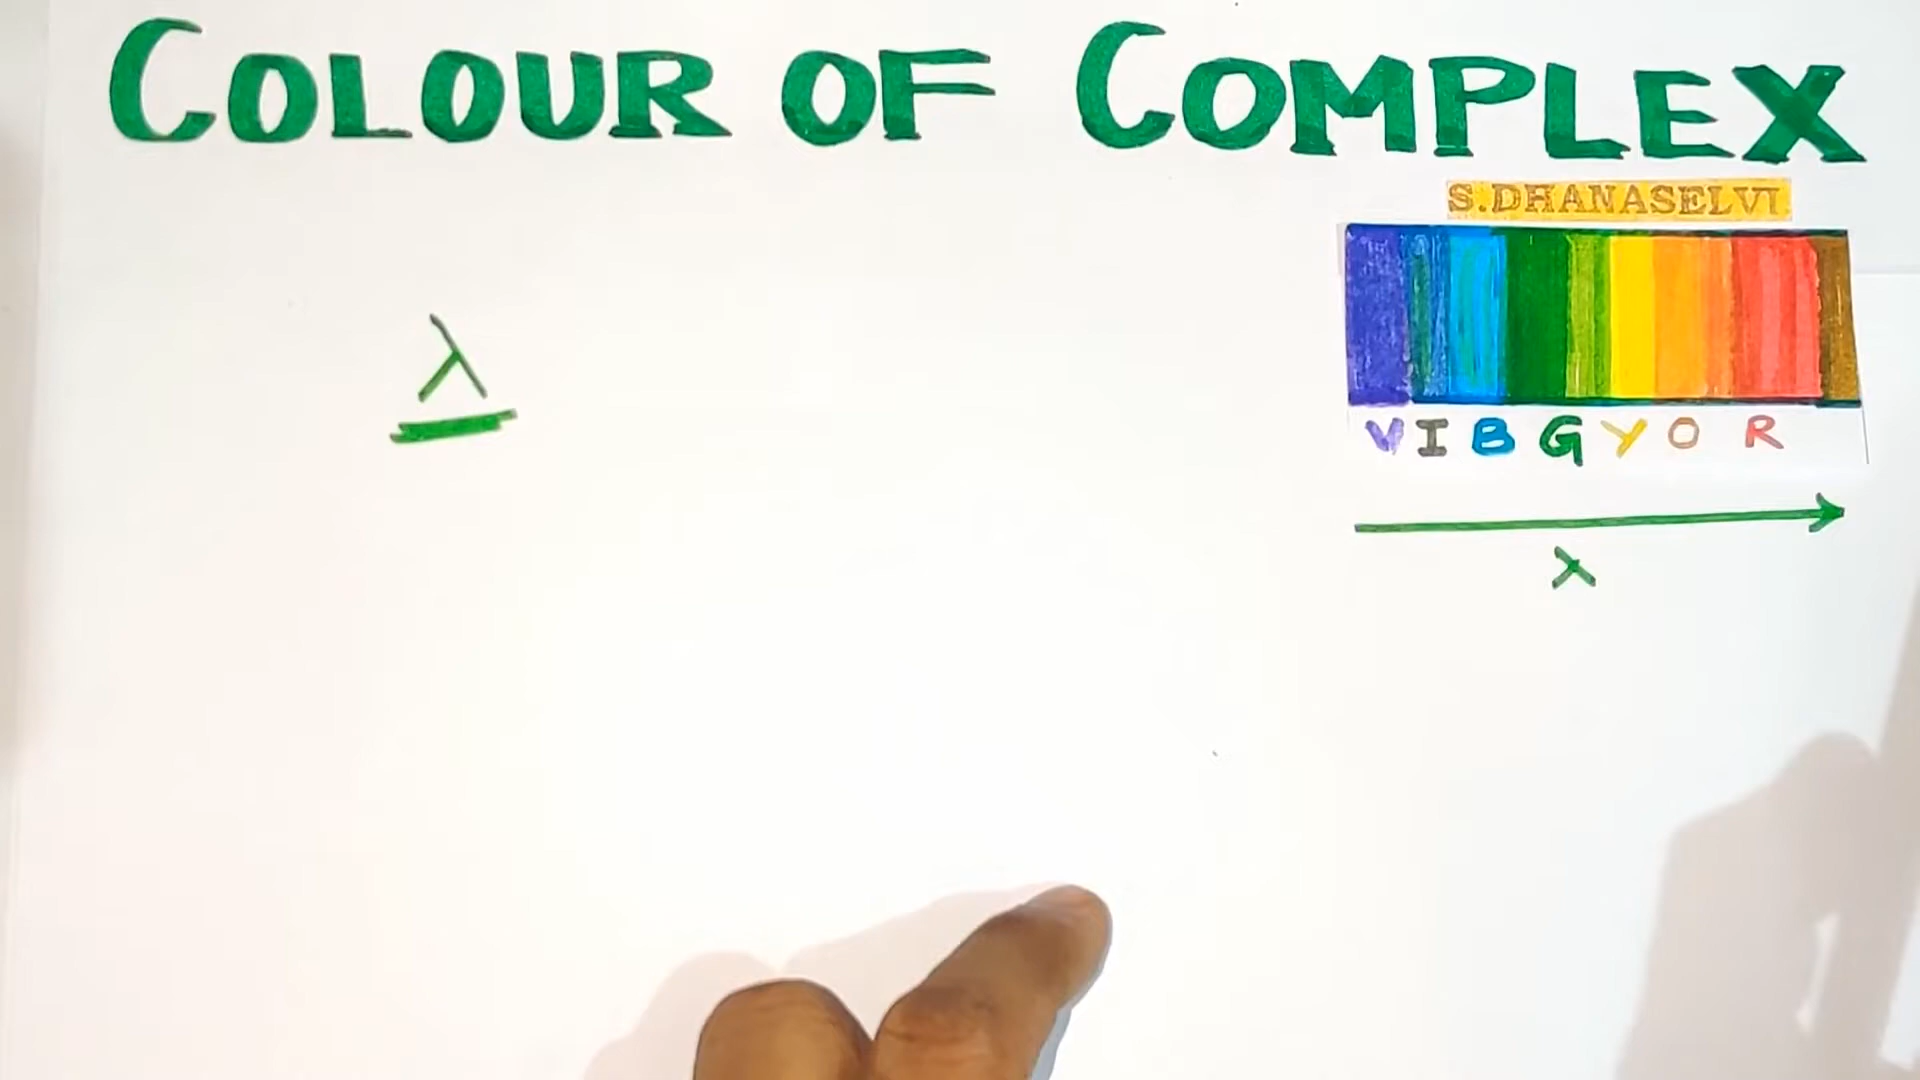 COLOUR OF COMPLEX
S.DHANASELVI
λ
V I B G Y O R
λ